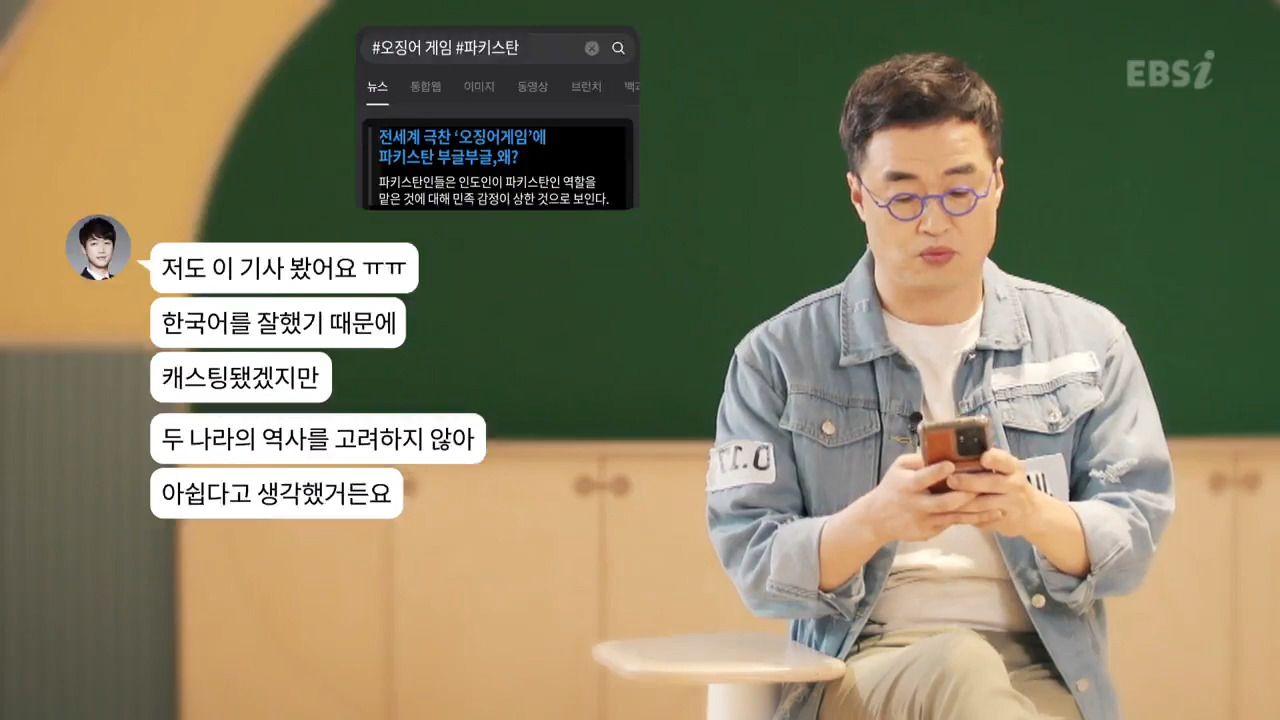 #오징어 게임 #파키스탄
뉴스 통합웹 이미지 동영상 브런치 백과
전세계 극찬 ‘오징어게임’에
파키스탄 부글부글,왜?
파키스탄인들은 인도인이 파키스탄인 역할을
맡은 것에 대해 민족 감정이 상한 것으로 보인다.
EBSi
저도 이 기사 봤어요 ㅠㅠ
한국어를 잘했기 때문에
캐스팅됐겠지만
두 나라의 역사를 고려하지 않아
아쉽다고 생각했거든요